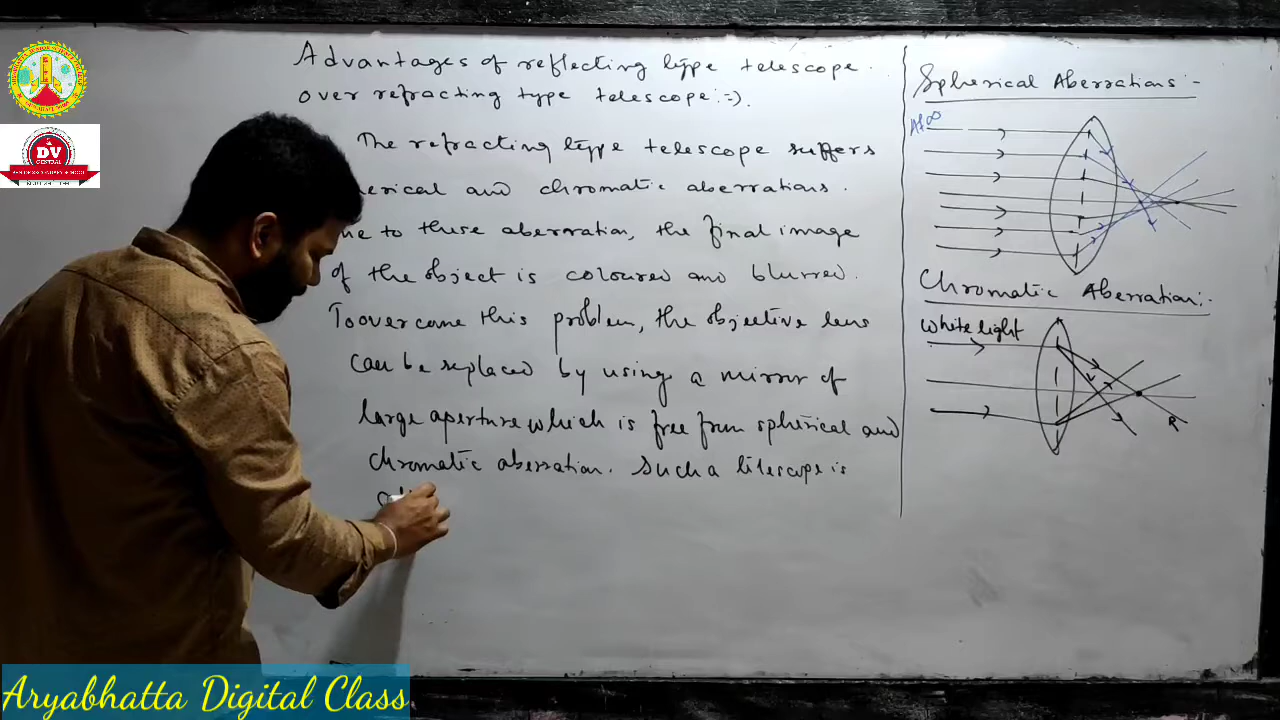 Advantages of reflecting type telescope
over refracting type telescope :-
The refracting type telescope suffers
and chromatic aberrations.
to these aberration, the final image
of the object is coloured and blurred.
To overcome this problem, the objective lens
can be replaced by using a mirror of
large aperture which is free from spherical and
chromatic aberration. Such a telescope is
Spherical Aberrations :-
At ∞
Chromatic Aberration :-
White light
R
DV
CENTRAL
Aryabhatta Digital Class